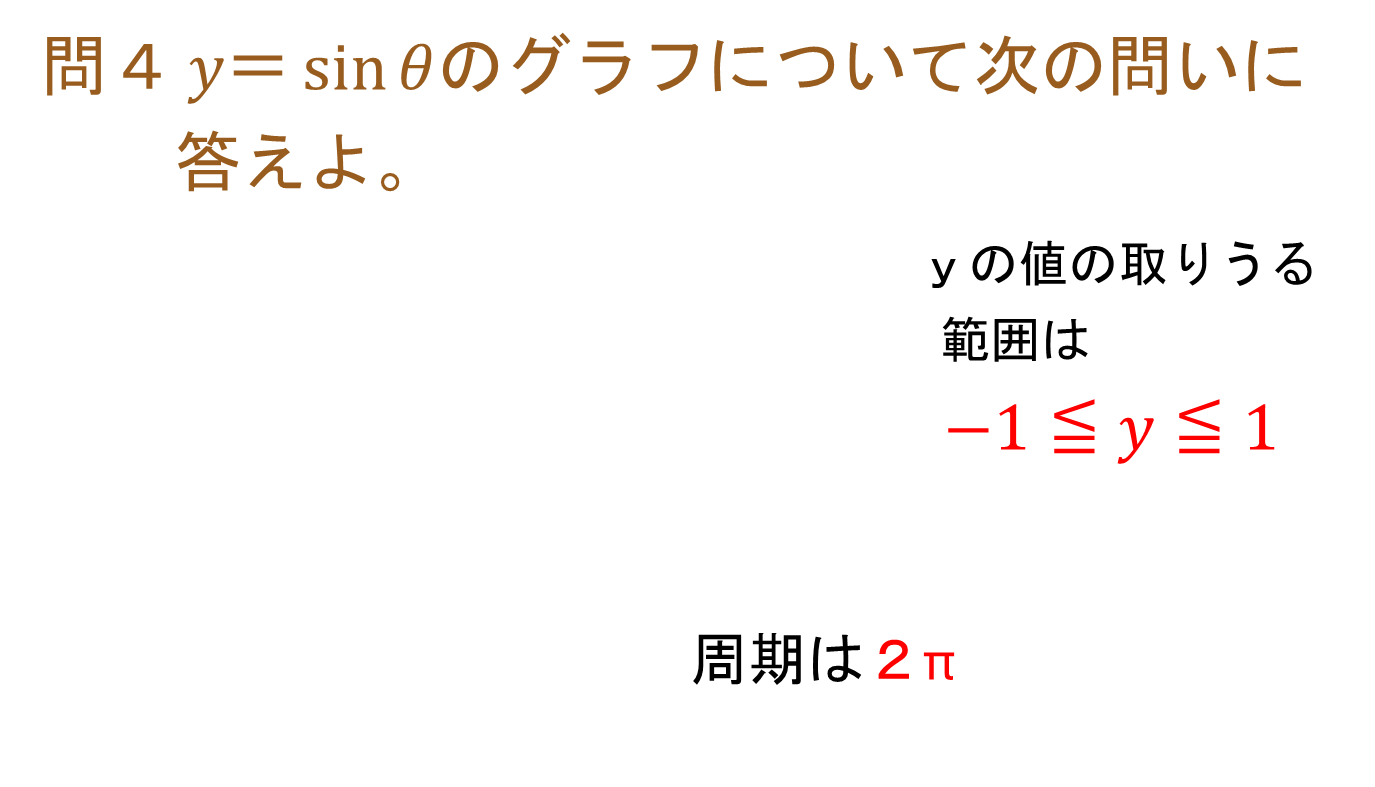 問４ y＝ sin θのグラフについて次の問いに
答えよ。
ｙの値の取りうる
範囲は
−1 ≦ y ≦ 1
周期は２π